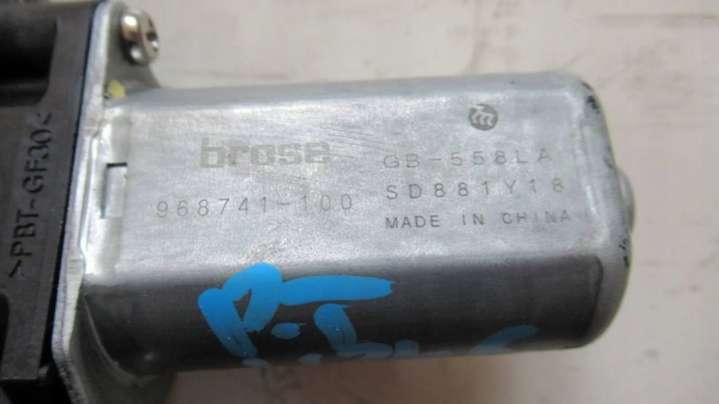 >PBT-GF30<
brose
968741-100
GB-558LA
SD881Y18
MADE IN CHINA